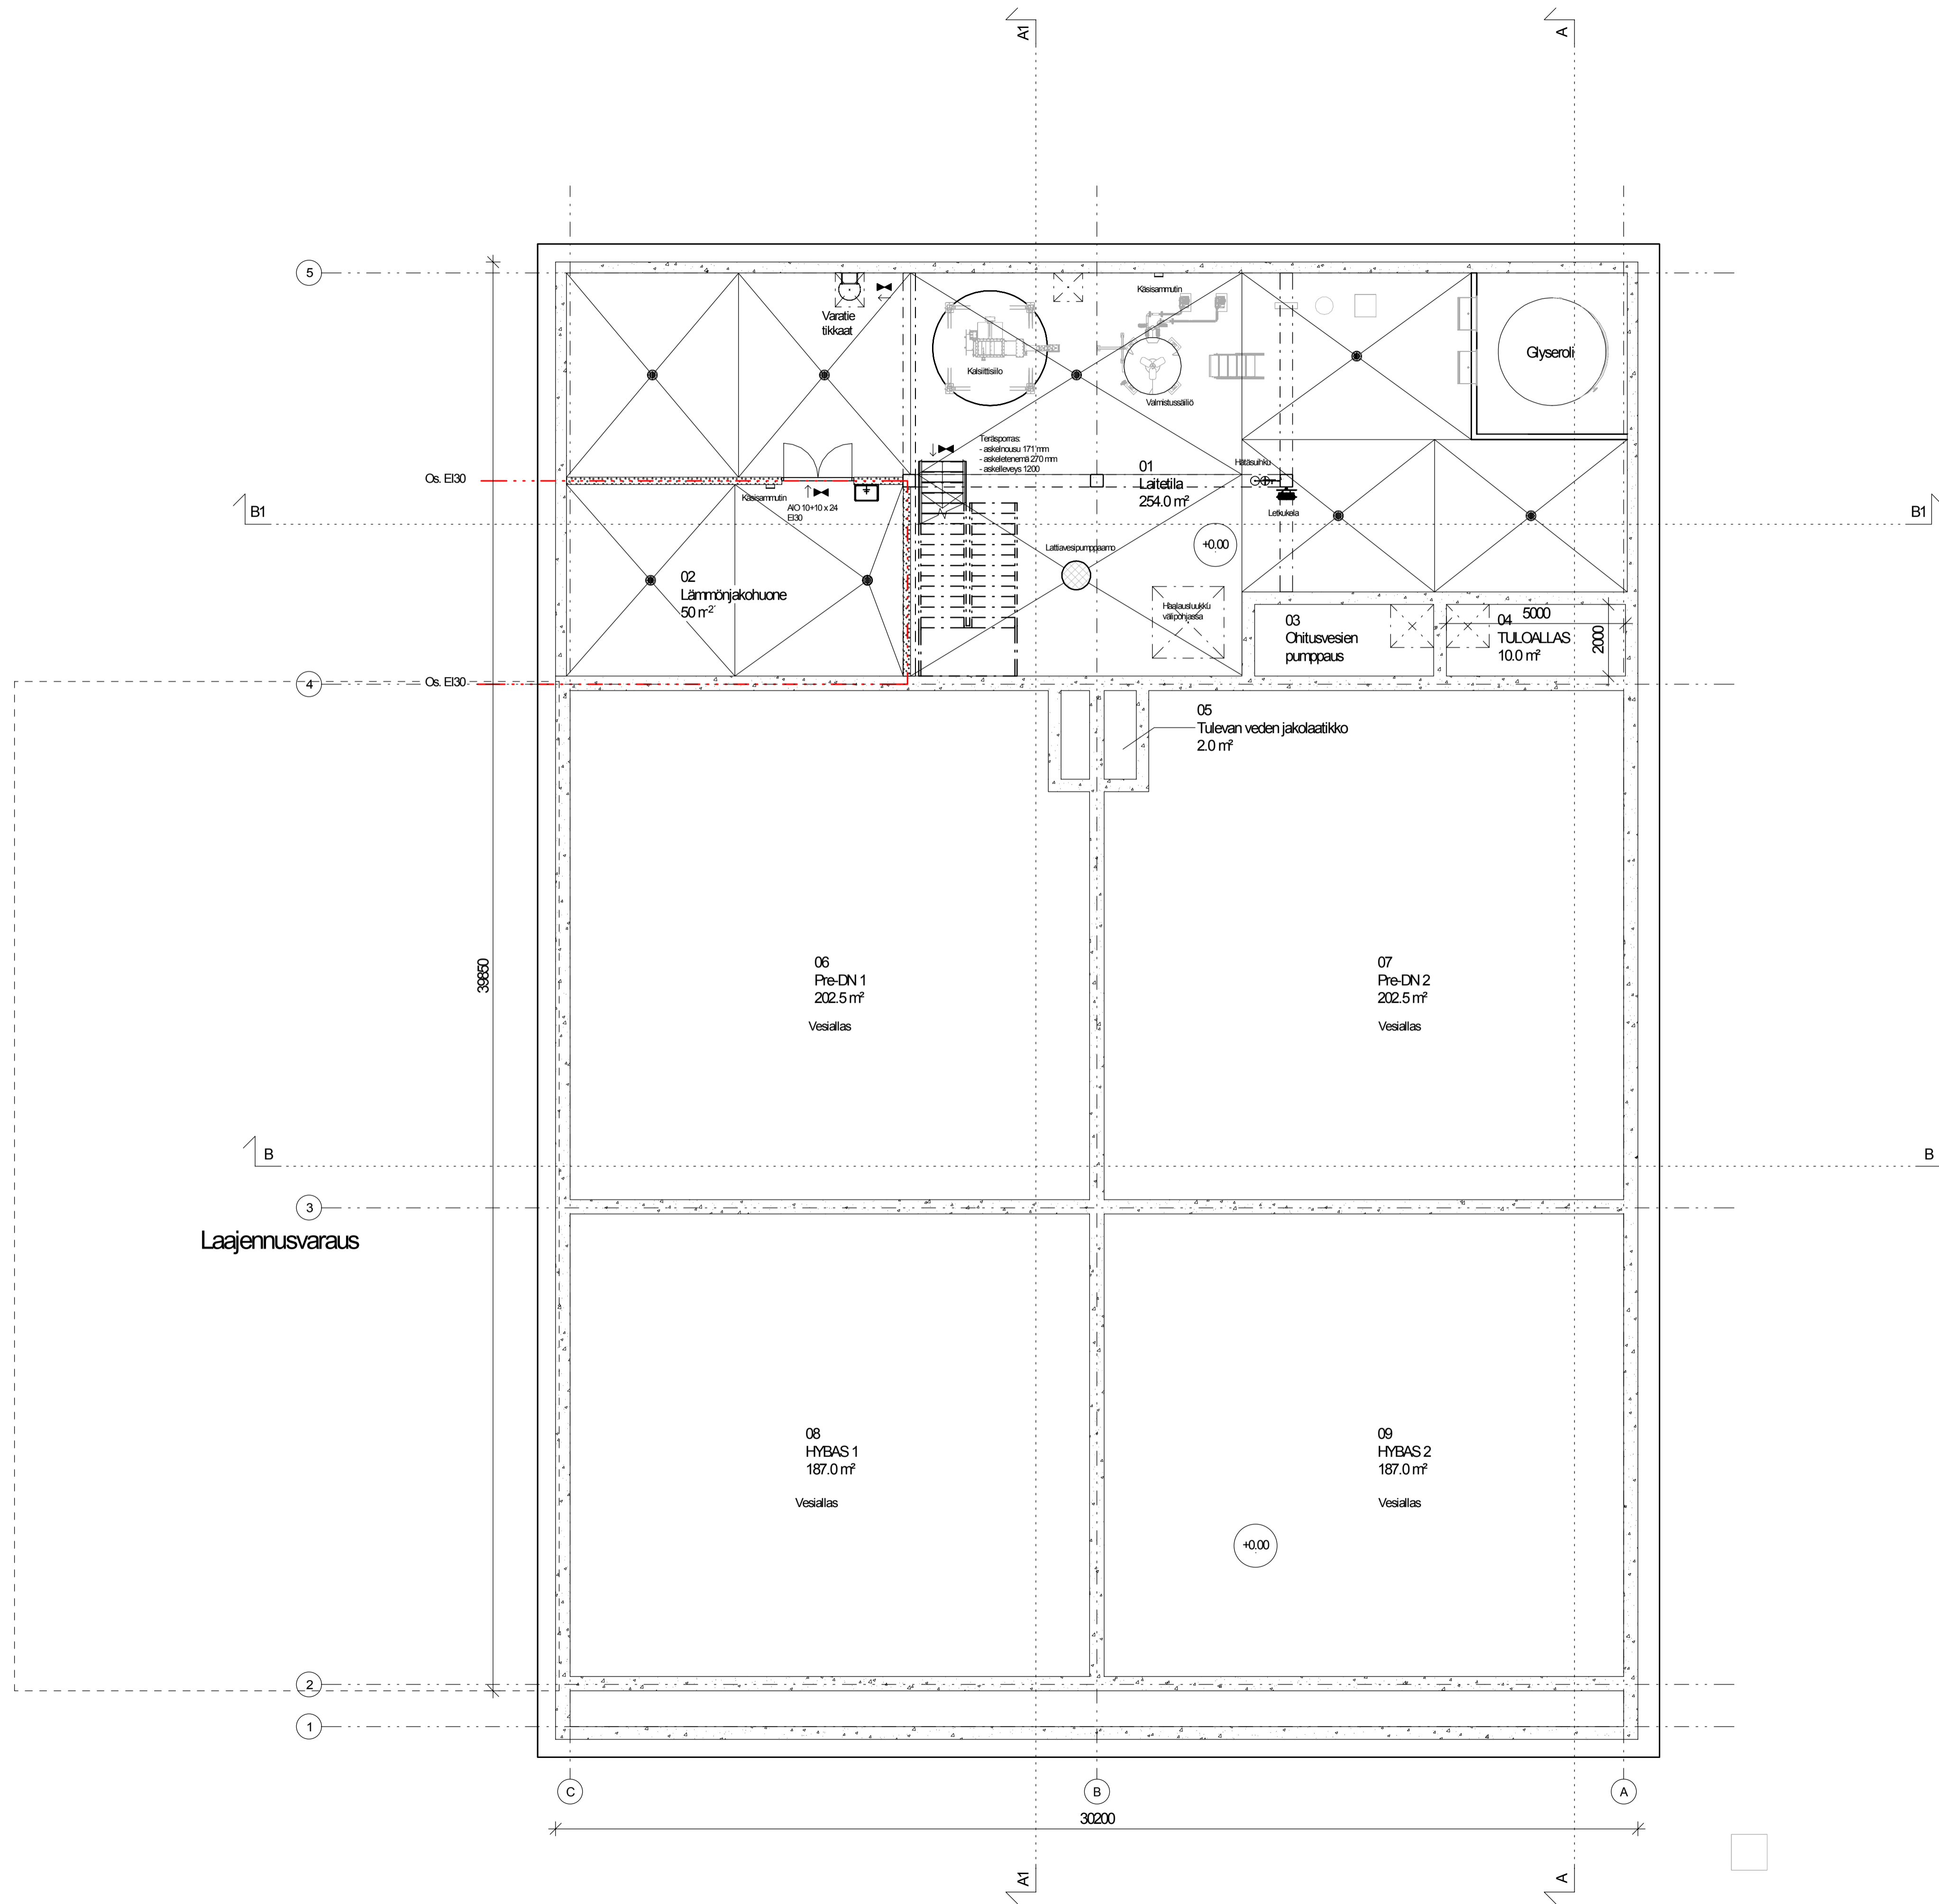 A1
A
5
Varatie
tikkaat
Käsisammutin
Kalsiittisiilo
Valmistussäiliö
Glyseroli
Teräsporras:
- askelnousu 171 mm
- askeletenemä 270 mm
- askelleveys 1200
01
Laitetila
254.0 m²
Hätäsuihku
Letkukela
Os. EI30
Käsisammutin
AIO 10+10 x 24
EI30
B1
B1
+0.00
Lattiavesipumppaamo
02
Lämmönjakohuone
50 m²
Haalausluukku
välipohjassa
03
Ohitusvesien
pumppaus
04
TULOALLAS
10.0 m²
5000
2000
Os. EI30
4
05
Tulevan veden jakolaatikko
2.0 m²
39850
06
Pre-DN 1
202.5 m²
Vesiallas
07
Pre-DN 2
202.5 m²
Vesiallas
B
B
3
Laajennusvaraus
08
HYBAS 1
187.0 m²
Vesiallas
09
HYBAS 2
187.0 m²
Vesiallas
+0.00
2
1
C
B
A
30200
A1
A